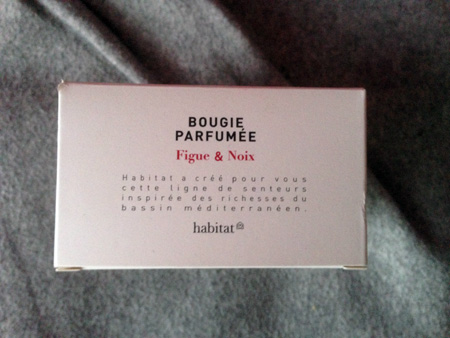 BOUGIE
PARFUMÉE
Figue & Noix
Habitat a créé pour vous
cette ligne de senteurs
inspirée des richesses du
bassin méditerranéen.
habitat